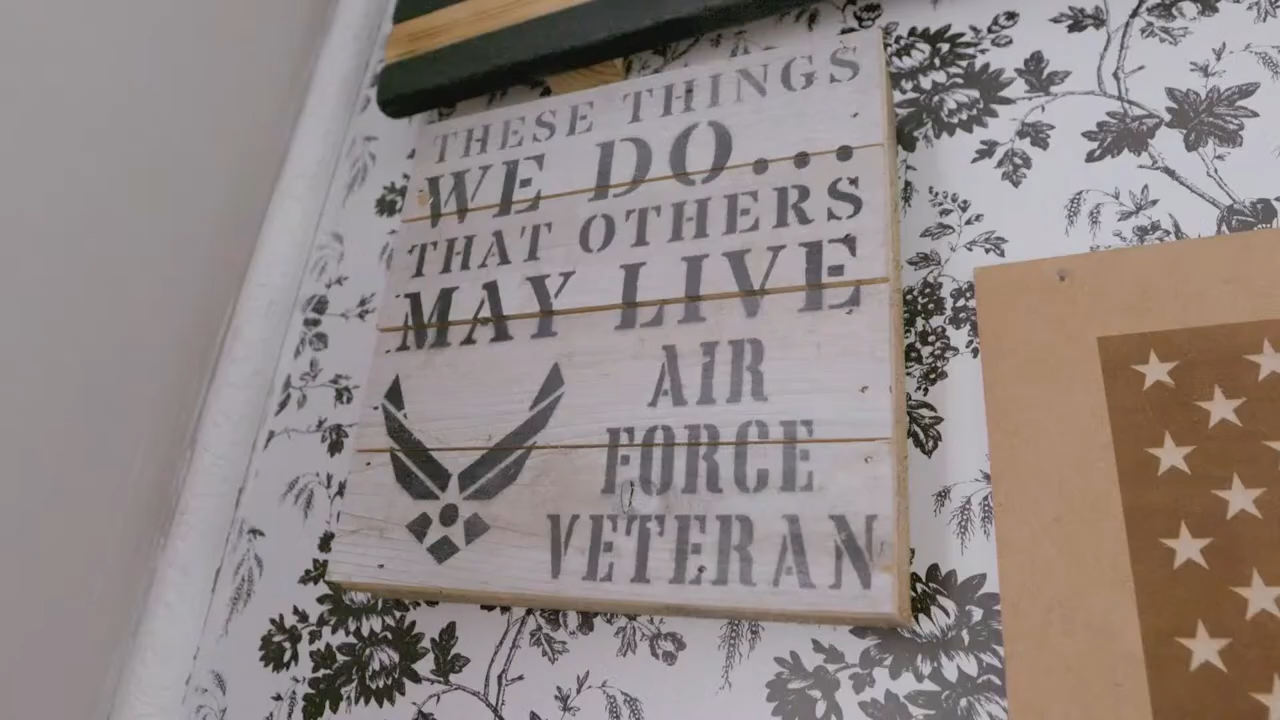 THESE THINGS
WE DO...
THAT OTHERS
MAY LIVE
AIR
FORCE
VETERAN